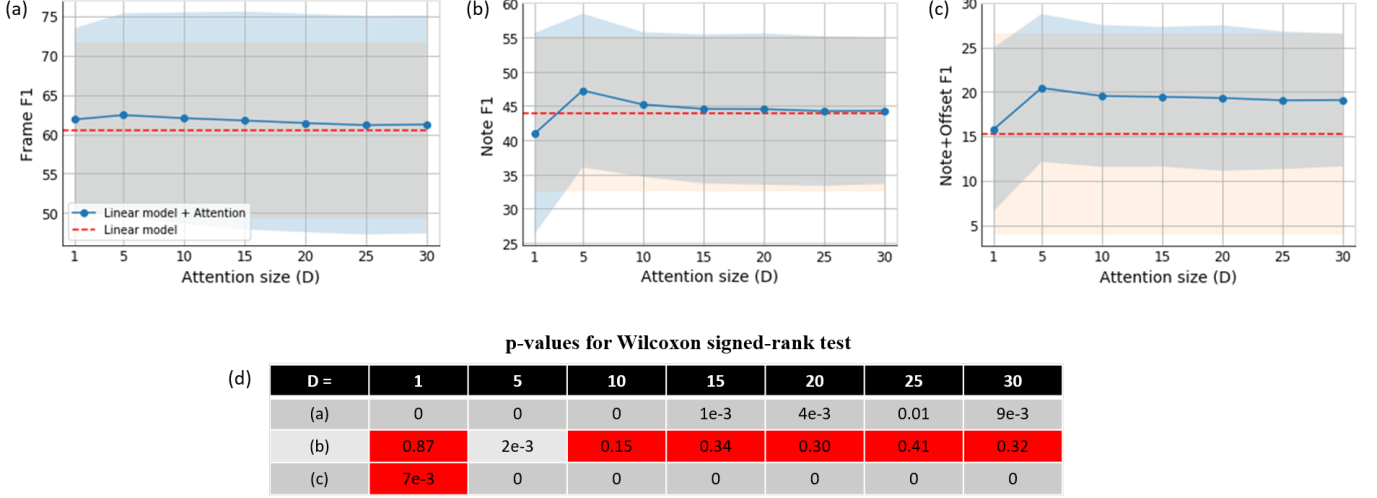 (a)
75
70
65
60
55
50
Frame F1
Linear model + Attention
Linear model
1 5 10 15 20 25 30
Attention size (D)
(b)
60
55
50
45
40
35
30
25
Note F1
1 5 10 15 20 25 30
Attention size (D)
(c)
30
25
20
15
10
5
Note+Offset F1
1 5 10 15 20 25 30
Attention size (D)
p-values for Wilcoxon signed-rank test
(d)
D = 1 5 10 15 20 25 30
(a) 0 0 0 1e-3 4e-3 0.01 9e-3
(b) 0.87 2e-3 0.15 0.34 0.30 0.41 0.32
(c) 7e-3 0 0 0 0 0 0